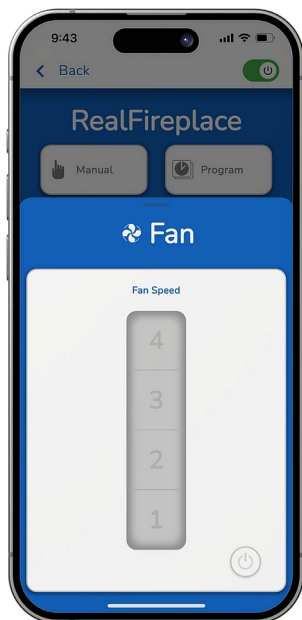 9:43
Back
RealFireplace
Manual
Program
Fan
Fan Speed
4
3
2
1